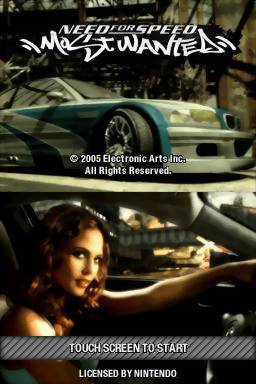 NEED FOR SPEED
MOST WANTED
© 2005 Electronic Arts Inc.
All Rights Reserved.
TOUCH SCREEN TO START
LICENSED BY NINTENDO